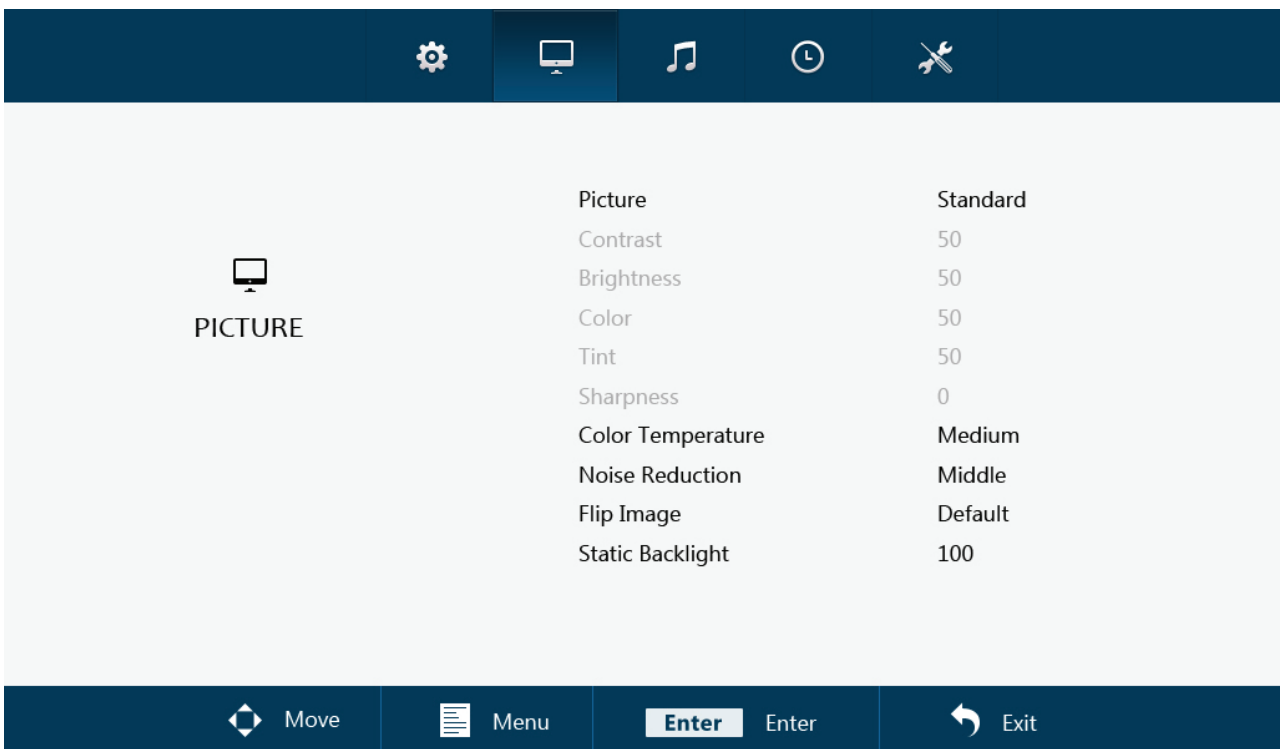 PICTURE
Picture Standard
Contrast 50
Brightness 50
Color 50
Tint 50
Sharpness 0
Color Temperature Medium
Noise Reduction Middle
Flip Image Default
Static Backlight 100
Move Menu Enter Enter Exit